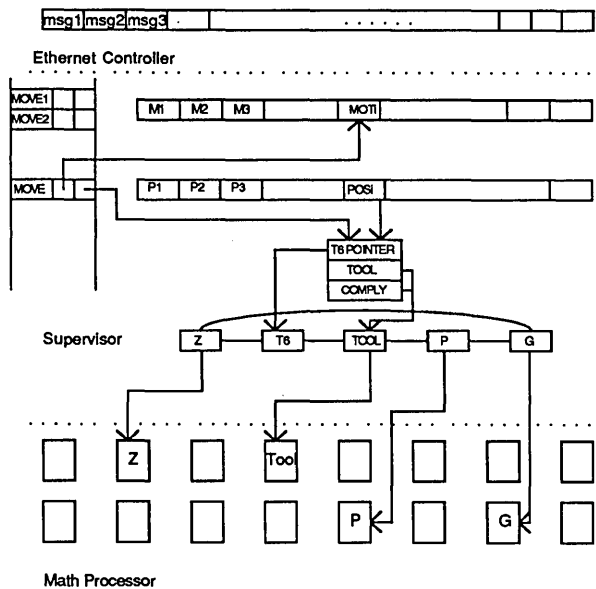 msg1 msg2 msg3 . . . . . . .
Ethernet Controller
MOVE1
MOVE2
M1 M2 M3 MOTI
MOVE
P1 P2 P3 POSI
T6 POINTER
TOOL
COMPLY
Supervisor
Z T6 TOOL P G
Z Tool
P G
Math Processor